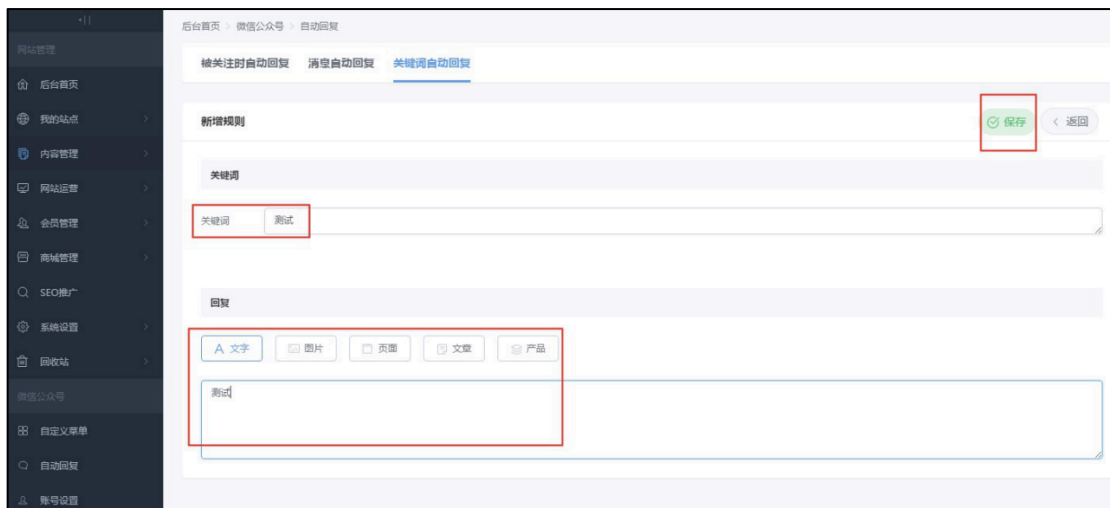 网站管理
后台首页
我的站点
内容管理
网站运营
会员管理
商城管理
SEO推广
系统设置
回收站
微信公众号
自定义菜单
自动回复
账号设置
后台首页 > 微信公众号 > 自动回复
被关注时自动回复 消息自动回复 关键词自动回复
新增规则 保存 < 返回
关键词
关键词 测试
回复
A 文字 图片 页面 文章 产品
测试